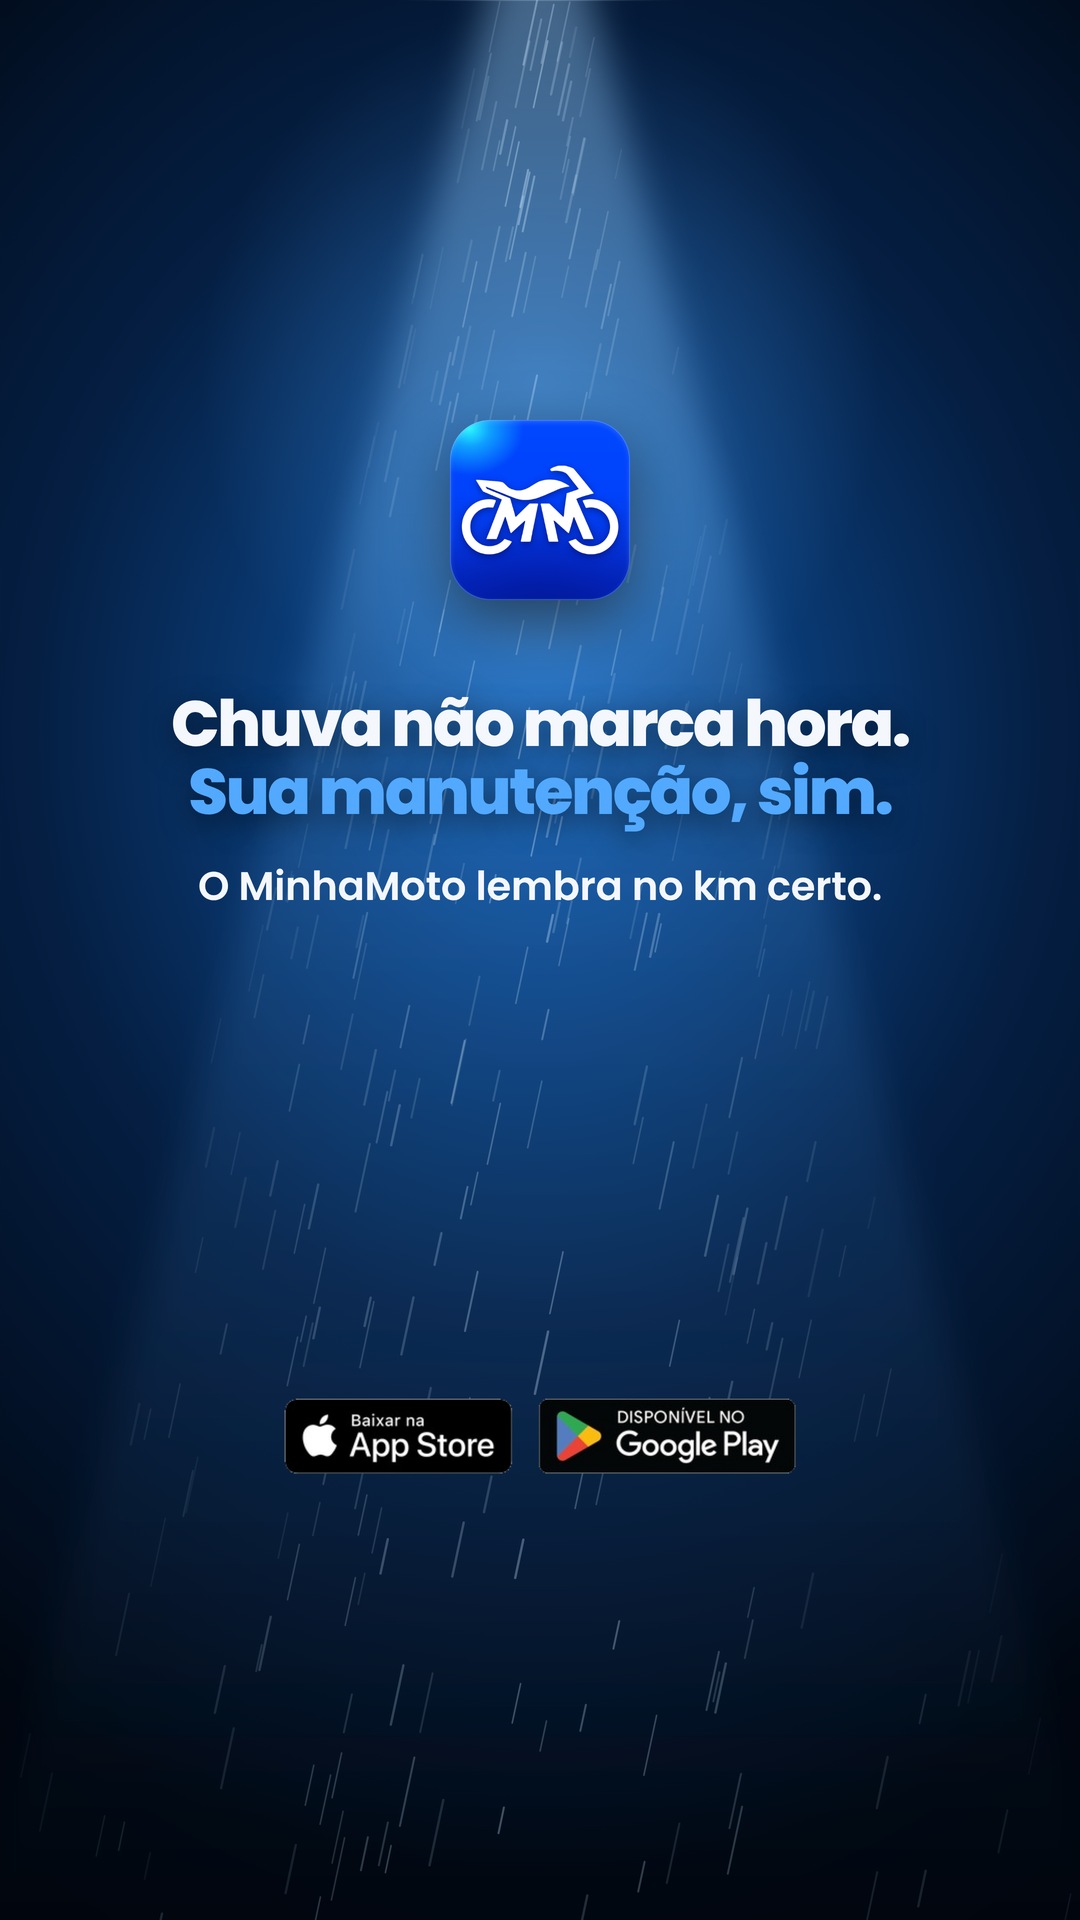 MM
Chuva não marca hora.
Sua manutenção, sim.
O MinhaMoto lembra no km certo.
Baixar na
App Store
DISPONÍVEL NO
Google Play